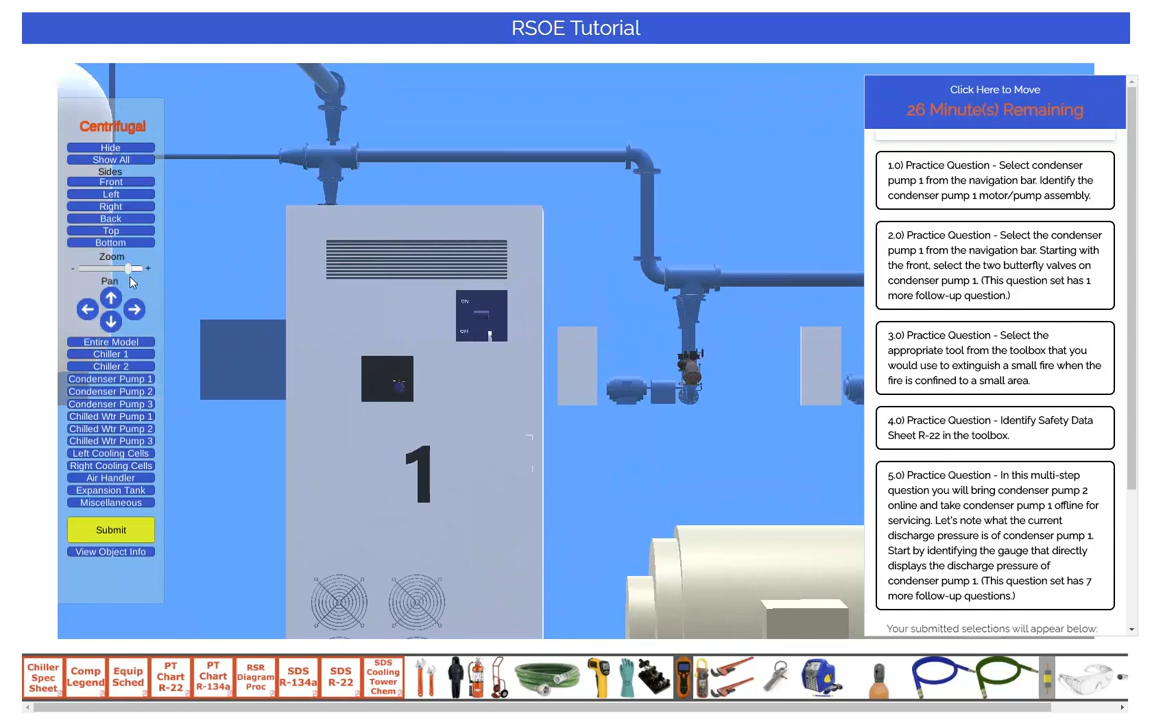 RSOE Tutorial
Centrifugal
Hide
Show All
Sides
Front
Left
Right
Back
Top
Bottom
Zoom
- +
Pan
Entire Model
Chiller 1
Chiller 2
Condenser Pump 1
Condenser Pump 2
Condenser Pump 3
Chilled Wtr Pump 1
Chilled Wtr Pump 2
Chilled Wtr Pump 3
Left Cooling Cells
Right Cooling Cells
Air Handler
Expansion Tank
Miscellaneous
Submit
View Object Info
ON
OFF
1
Click Here to Move
26 Minute(s) Remaining
1.0) Practice Question - Select condenser
pump 1 from the navigation bar. Identify the
condenser pump 1 motor/pump assembly.
2.0) Practice Question - Select the condenser
pump 1 from the navigation bar. Starting with
the front, select the two butterfly valves on
condenser pump 1. (This question set has 1
more follow-up question.)
3.0) Practice Question - Select the
appropriate tool from the toolbox that you
would use to extinguish a small fire when the
fire is confined to a small area.
4.0) Practice Question - Identify Safety Data
Sheet R-22 in the toolbox.
5.0) Practice Question - In this multi-step
question you will bring condenser pump 2
online and take condenser pump 1 offline for
servicing. Let's note what the current
discharge pressure is of condenser pump 1.
Start by identifying the gauge that directly
displays the discharge pressure of
condenser pump 1. (This question set has 7
more follow-up questions.)
Your submitted selections will appear below:
Chiller
Spec
Sheet
Comp
Legend
Equip
Sched
PT
Chart
R-22
PT
Chart
R-134a
RSR
Diagram
Proc
SDS
R-134a
SDS
R-22
SDS
Cooling
Tower
Chem